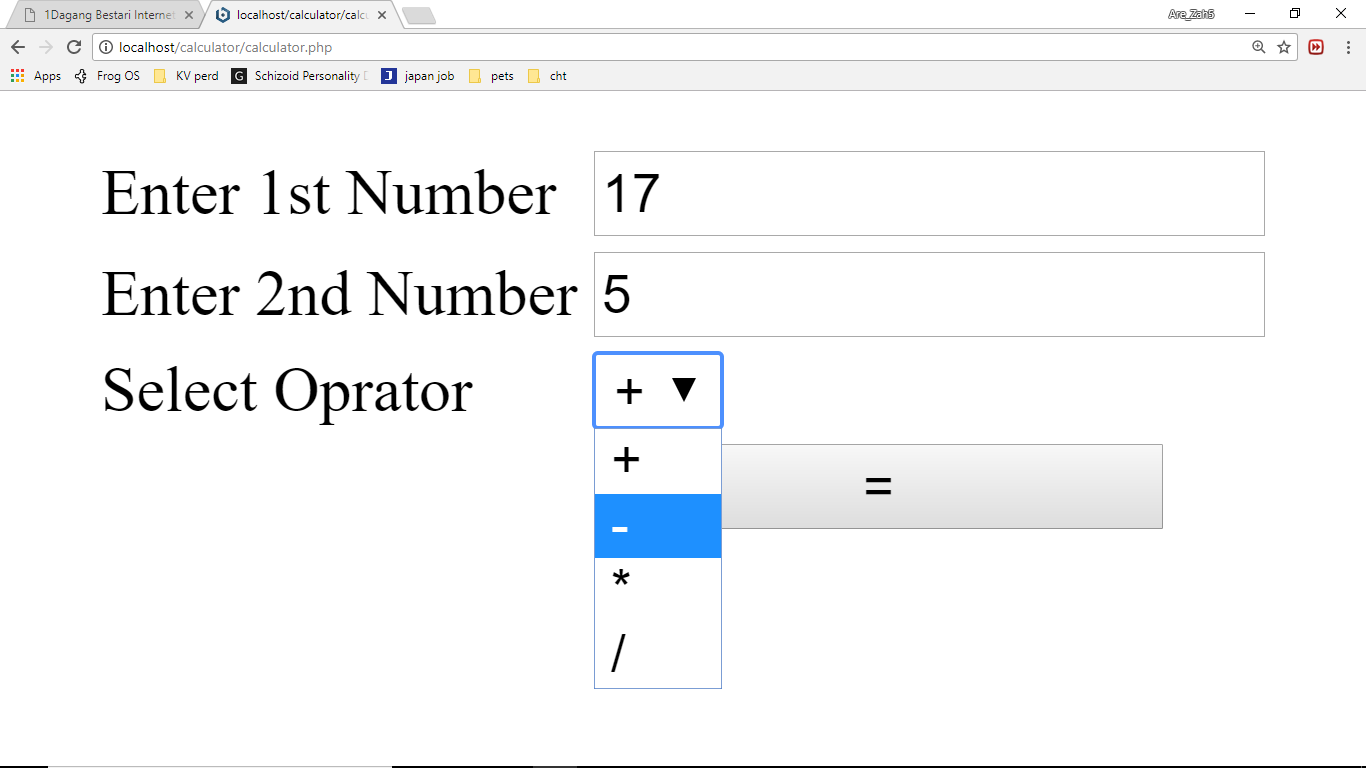 1Dagang Bestari Internet
localhost/calculator/calc
Are_Zah5
localhost/calculator/calculator.php
Apps Frog OS KV perd G Schizoid Personality D J japan job pets cht
Enter 1st Number 17
Enter 2nd Number 5
Select Oprator +
+
=
-
*
/